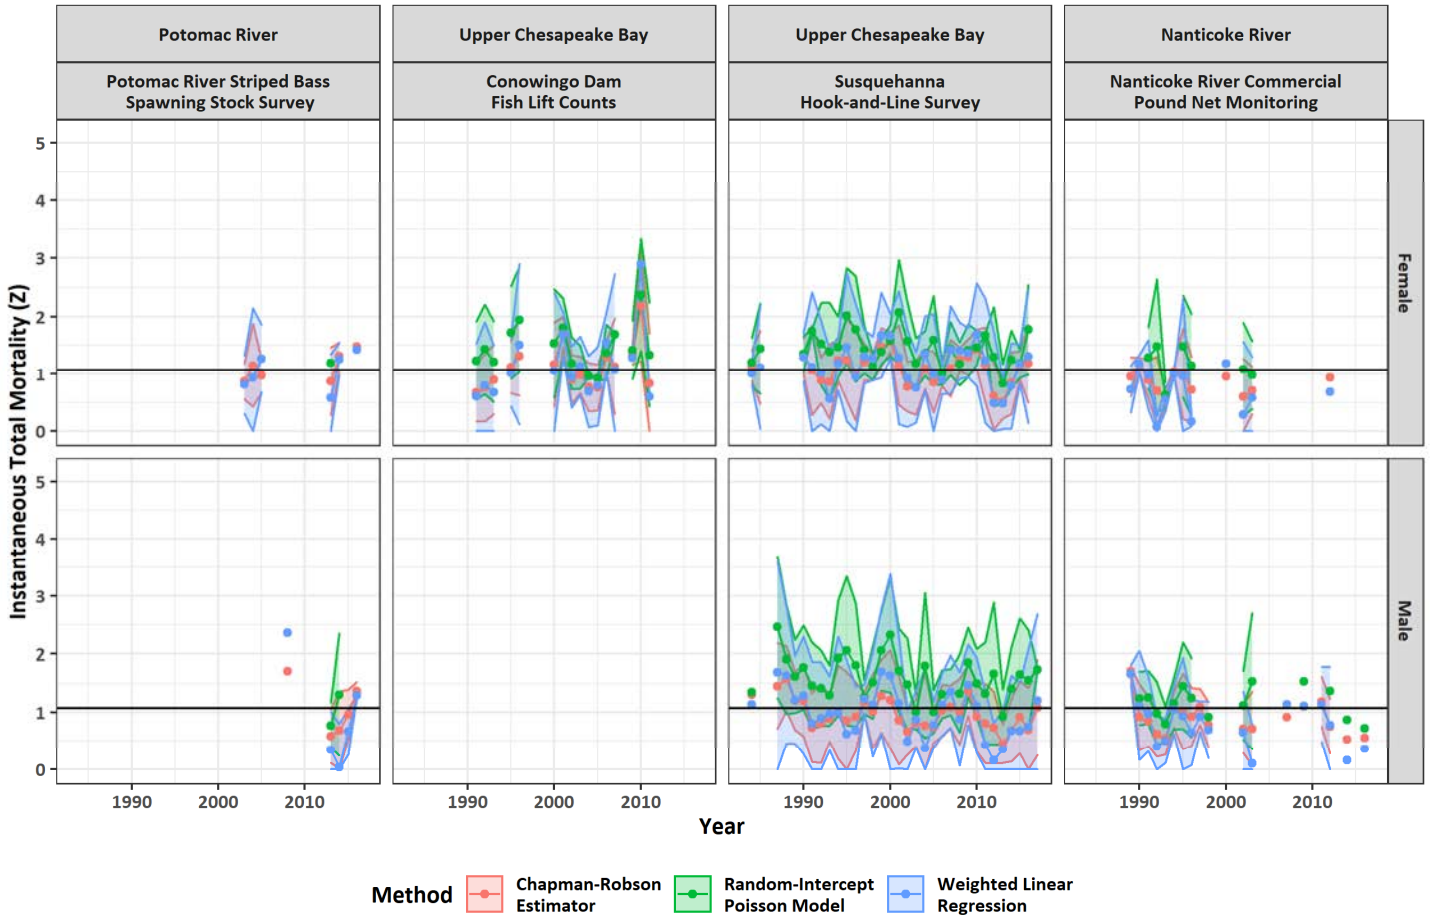 Potomac River
Upper Chesapeake Bay
Upper Chesapeake Bay
Nanticoke River
Potomac River Striped Bass
Spawning Stock Survey
Conowingo Dam
Fish Lift Counts
Susquehanna
Hook-and-Line Survey
Nanticoke River Commercial
Pound Net Monitoring
Instantaneous Total Mortality (Z)
5
4
3
2
1
0
Female
5
4
3
2
1
0
Male
1990
2000
2010
1990
2000
2010
1990
2000
2010
1990
2000
2010
Year
Method
Chapman-Robson
Estimator
Random-Intercept
Poisson Model
Weighted Linear
Regression